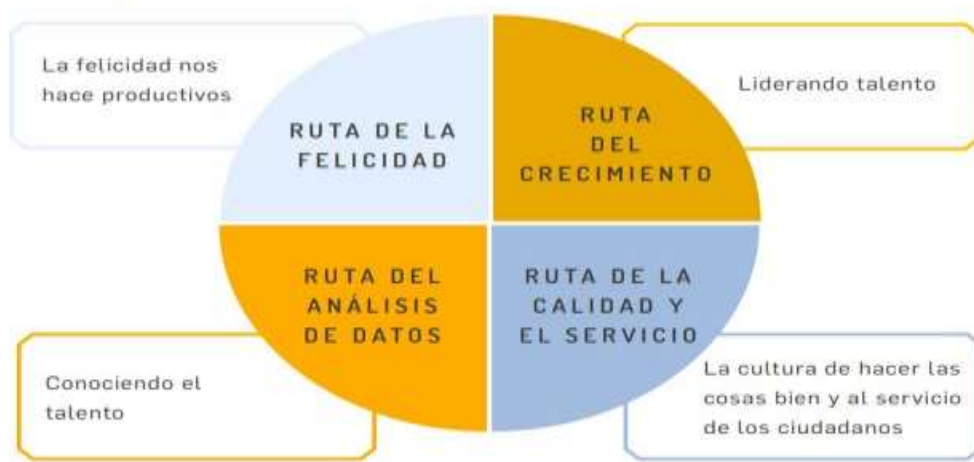 La felicidad nos
hace productivos
RUTA DE LA
FELICIDAD
RUTA
DEL
CRECIMIENTO
Liderando talento
RUTA DEL
ANÁLISIS
DE DATOS
Conociendo el
talento
RUTA DE LA
CALIDAD Y
EL SERVICIO
La cultura de hacer las
cosas bien y al servicio
de los ciudadanos